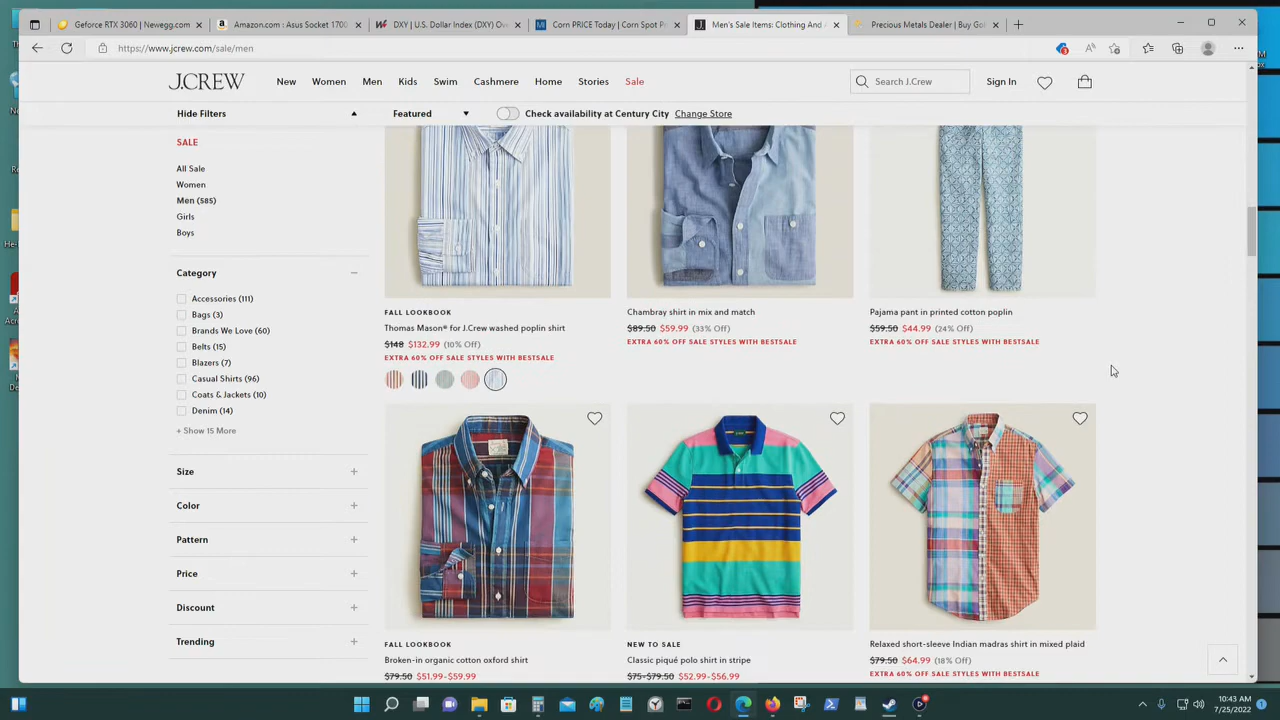 Geforce RTX 3060 | Newegg.com
Amazon.com : Asus Socket 1700
DXY | U.S. Dollar Index (DXY) Ove
Corn PRICE Today | Corn Spot P
Men's Sale Items: Clothing And
Precious Metals Dealer | Buy Gol
https://www.jcrew.com/sale/men
3
J.CREW
New
Women
Men
Kids
Swim
Cashmere
Home
Stories
Sale
Search J.Crew
Sign In
Hide Filters
Featured
Check availability at Century City
Change Store
SALE
All Sale
Women
Men (585)
Girls
Boys
Category
Accessories (111)
Bags (3)
Brands We Love (60)
Belts (15)
Blazers (7)
Casual Shirts (96)
Coats & Jackets (10)
Denim (14)
+ Show 15 More
Size
Color
Pattern
Price
Discount
Trending
FALL LOOKBOOK
Thomas Mason® for J.Crew washed poplin shirt
$148 $132.99 (10% Off)
EXTRA 60% OFF SALE STYLES WITH BESTSALE
Chambray shirt in mix and match
$89.50 $59.99 (33% Off)
EXTRA 60% OFF SALE STYLES WITH BESTSALE
Pajama pant in printed cotton poplin
$59.50 $44.99 (24% Off)
EXTRA 60% OFF SALE STYLES WITH BESTSALE
FALL LOOKBOOK
Broken-in organic cotton oxford shirt
$79.50 $51.99-$59.99
NEW TO SALE
Classic piqué polo shirt in stripe
$75-$79.50 $52.99-$56.99
Relaxed short-sleeve Indian madras shirt in mixed plaid
$79.50 $64.99 (18% Off)
EXTRA 60% OFF SALE STYLES WITH BESTSALE
10:43 AM
7/25/2022